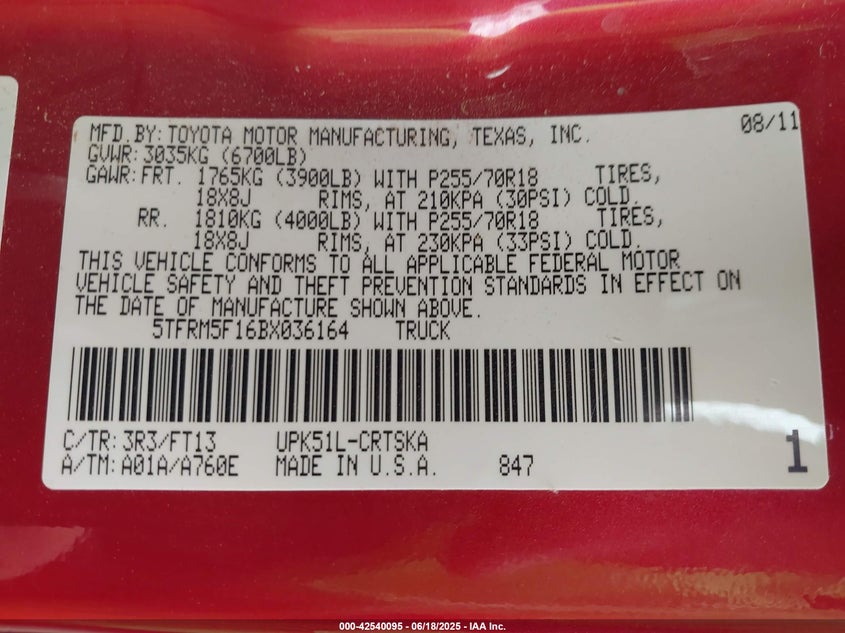 MFD.BY:TOYOTA MOTOR MANUFACTURING, TEXAS, INC. 08/11
GVWR:3035KG (6700LB)
GAWR:FRT. 1765KG (3900LB) WITH P255/70R18 TIRES,
18X8J RIMS, AT 210KPA (30PSI) COLD.
RR. 1810KG (4000LB) WITH P255/70R18 TIRES,
18X8J RIMS, AT 230KPA (33PSI) COLD.
THIS VEHICLE CONFORMS TO ALL APPLICABLE FEDERAL MOTOR
VEHICLE SAFETY AND THEFT PREVENTION STANDARDS IN EFFECT ON
THE DATE OF MANUFACTURE SHOWN ABOVE.
5TFRM5F16BX036164 TRUCK
C/TR:3R3/FT13 UPK51L-CRTSKA
A/TM:A01A/A760E MADE IN U.S.A. 847 1
000-42540095 - 06/18/2025 - IAA Inc.